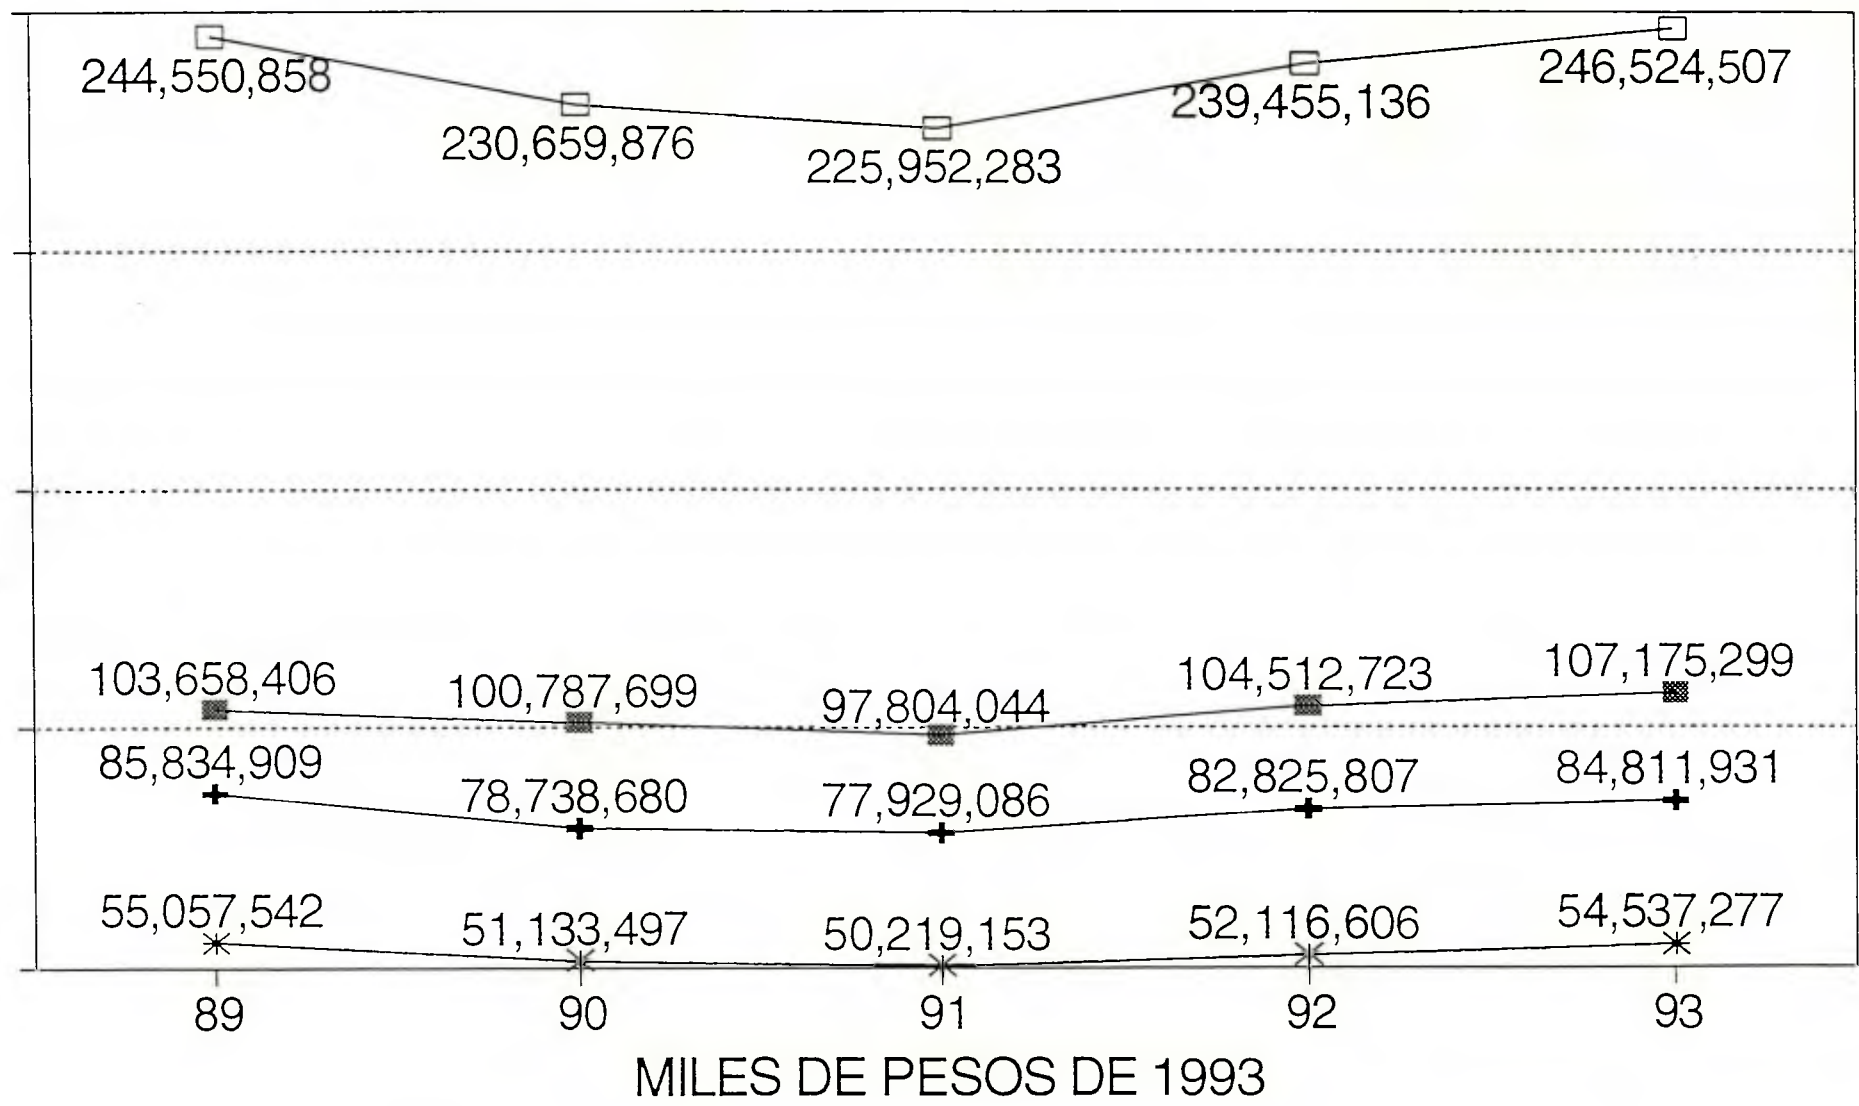 244,550,858 230,659,876 225,952,283 239,455,136 246,524,507
103,658,406 100,787,699 97,804,044 104,512,723 107,175,299
85,834,909 78,738,680 77,929,086 82,825,807 84,811,931
55,057,542 51,133,497 50,219,153 52,116,606 54,537,277
89 90 91 92 93
MILES DE PESOS DE 1993